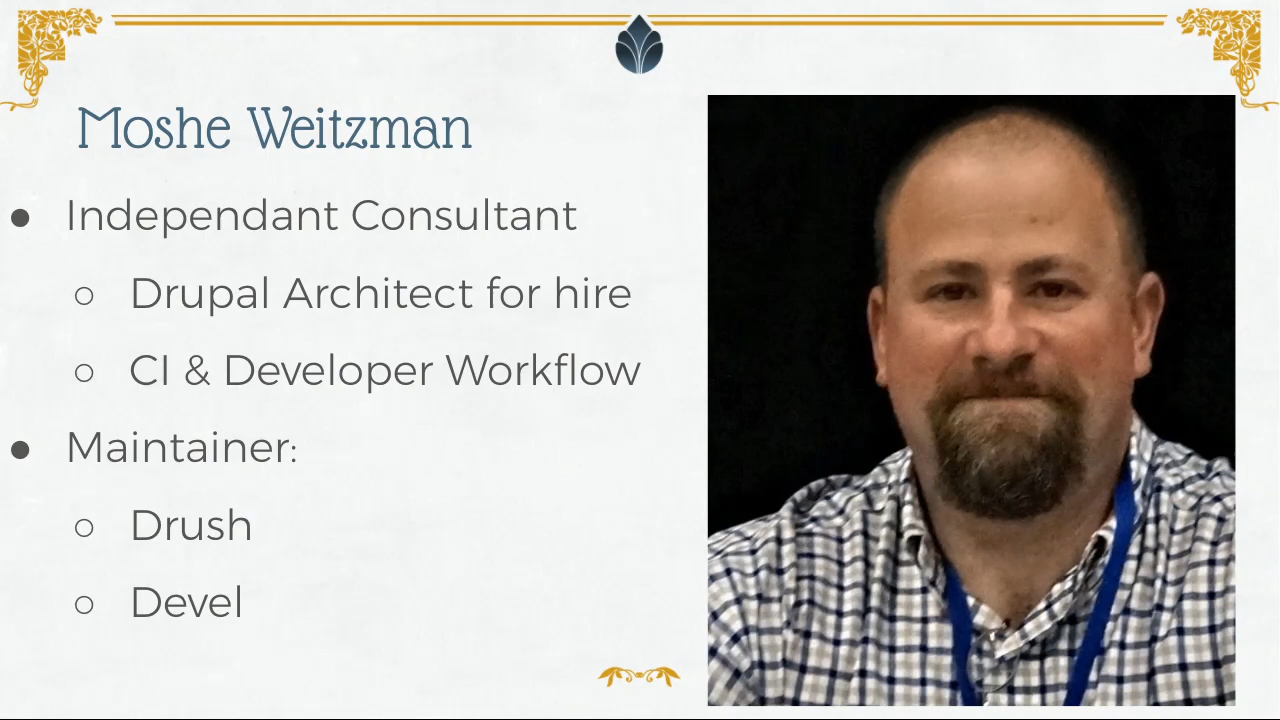 Moshe Weitzman
● Independant Consultant
○ Drupal Architect for hire
○ CI & Developer Workflow
● Maintainer:
○ Drush
○ Devel